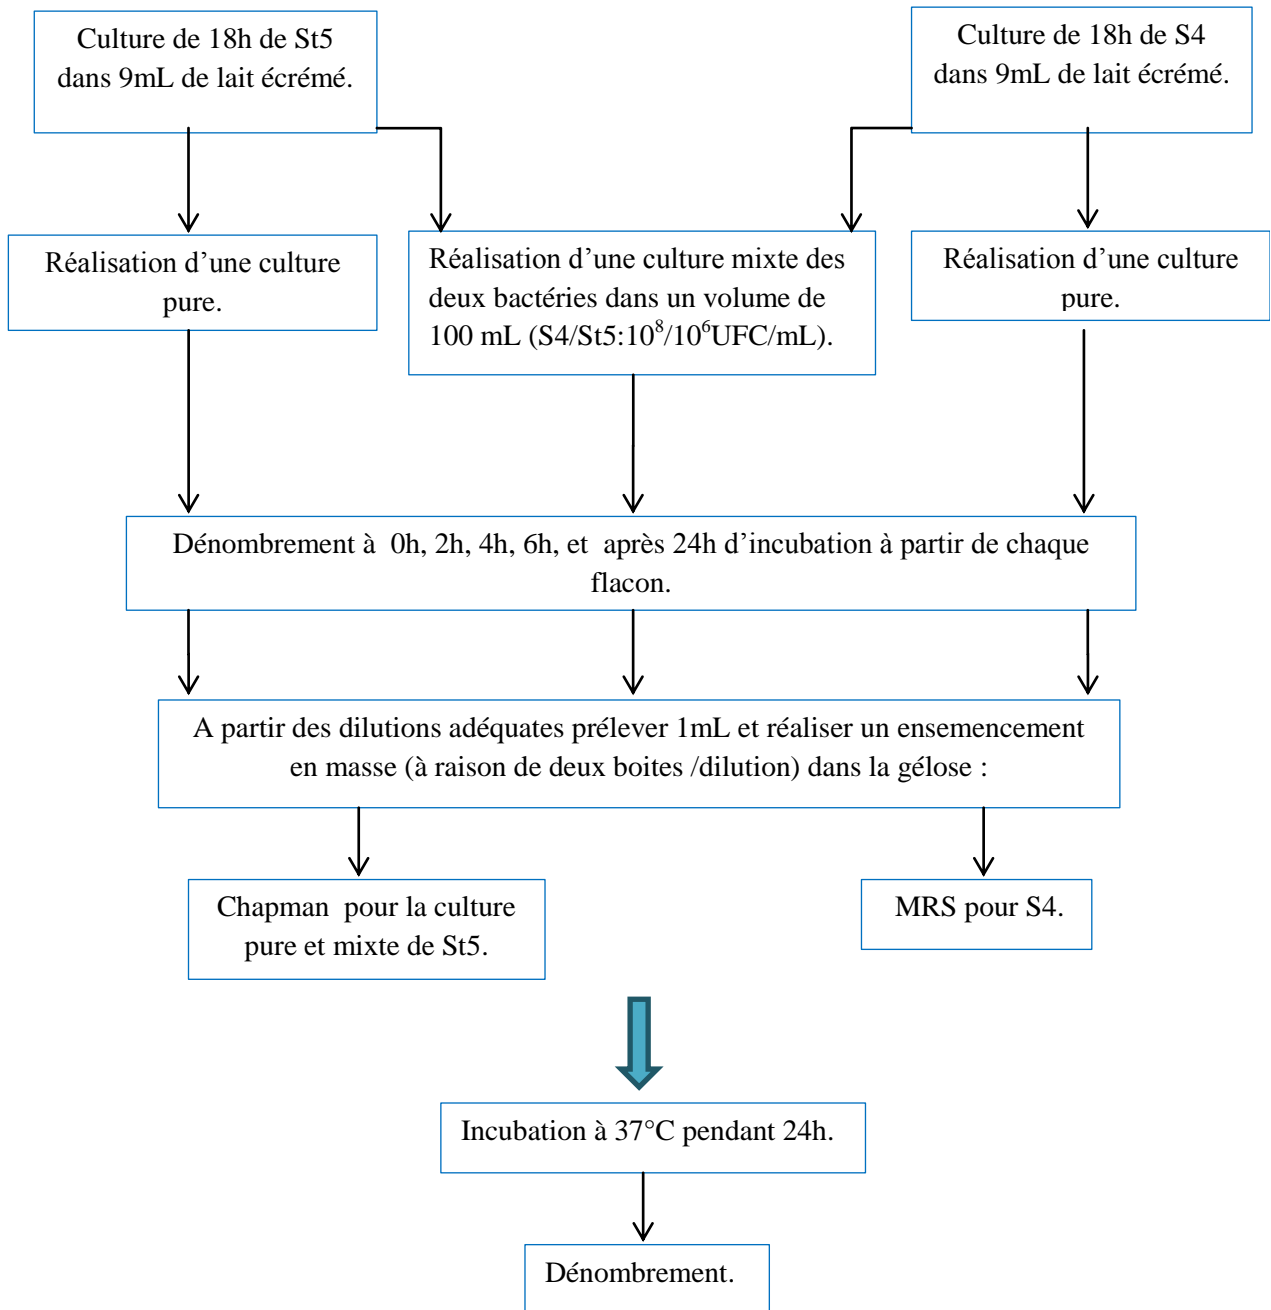 Culture de 18h de St5
dans 9mL de lait écrémé.
Culture de 18h de S4
dans 9mL de lait écrémé.
Réalisation d’une culture
pure.
Réalisation d’une culture mixte des
deux bactéries dans un volume de
100 mL (S4/St5:10⁸/10⁶UFC/mL).
Réalisation d’une culture
pure.
Dénombrement à 0h, 2h, 4h, 6h, et après 24h d’incubation à partir de chaque
flacon.
A partir des dilutions adéquates prélever 1mL et réaliser un ensemencement
en masse (à raison de deux boites /dilution) dans la gélose :
Chapman pour la culture
pure et mixte de St5.
MRS pour S4.
Incubation à 37°C pendant 24h.
Dénombrement.